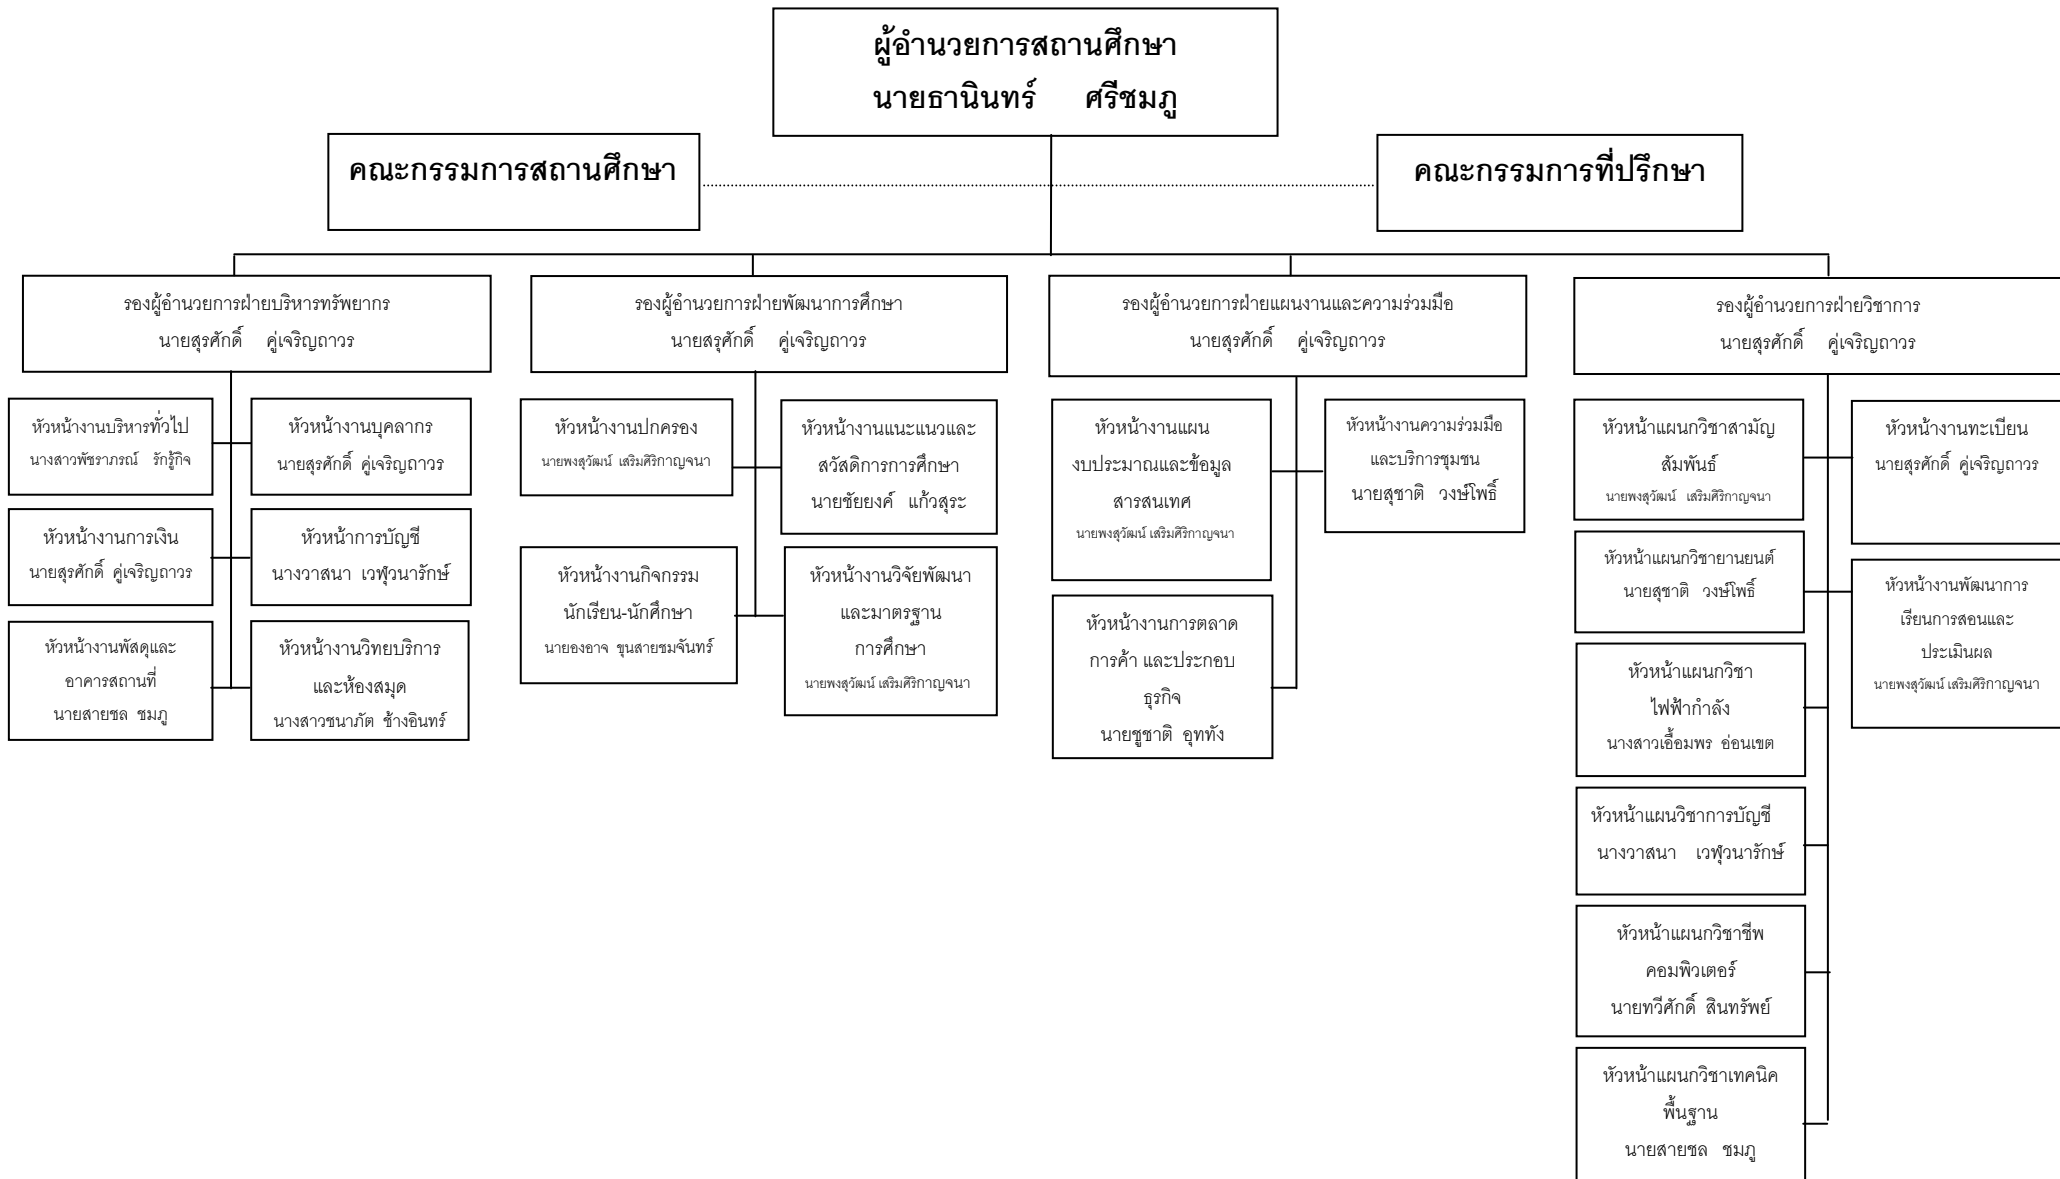 ผู้อำนวยการสถานศึกษา
นายธานินทร์ ศรีชมภู
คณะกรรมการสถานศึกษา
คณะกรรมการที่ปรึกษา
รองผู้อำนวยการฝ่ายบริหารทรัพยากร
นายสุรศักดิ์ คู่เจริญถาวร
รองผู้อำนวยการฝ่ายพัฒนาการศึกษา
นายสรุศักดิ์ คู่เจริญถาวร
รองผู้อำนวยการฝ่ายแผนงานและความร่วมมือ
นายสุรศักดิ์ คู่เจริญถาวร
รองผู้อำนวยการฝ่ายวิชาการ
นายสุรศักดิ์ คู่เจริญถาวร
หัวหน้างานบริหารทั่วไป
นางสาวพัชราภรณ์ รักรู้กิจ
หัวหน้างานบุคลากร
นายสุรศักดิ์ คู่เจริญถาวร
หัวหน้างานการเงิน
นายสุรศักดิ์ คู่เจริญถาวร
หัวหน้าการบัญชี
นางวาสนา เวฬุวนารักษ์
หัวหน้างานพัสดุและ
อาคารสถานที่
นายสายชล ชมภู
หัวหน้างานวิทยบริการ
และห้องสมุด
นางสาวชนาภัต ช้างอินทร์
หัวหน้างานปกครอง
นายพงสุวัฒน์ เสริมศิริกาญจนา
หัวหน้างานแนะแนวและ
สวัสดิการการศึกษา
นายชัยยงค์ แก้วสุระ
หัวหน้างานกิจกรรม
นักเรียน-นักศึกษา
นายองอาจ ขุนสายชมจันทร์
หัวหน้างานวิจัยพัฒนา
และมาตรฐาน
การศึกษา
นายพงสุวัฒน์ เสริมศิริกาญจนา
หัวหน้างานแผน
งบประมาณและข้อมูล
สารสนเทศ
นายพงสุวัฒน์ เสริมศิริกาญจนา
หัวหน้างานความร่วมมือ
และบริการชุมชน
นายสุชาติ วงษ์โพธิ์
หัวหน้างานการตลาด
การค้า และประกอบ
ธุรกิจ
นายชูชาติ อุททัง
หัวหน้าแผนกวิชาสามัญ
สัมพันธ์
นายพงสุวัฒน์ เสริมศิริกาญจนา
หัวหน้างานทะเบียน
นายสุรศักดิ์ คู่เจริญถาวร
หัวหน้าแผนกวิชายานยนต์
นายสุชาติ วงษ์โพธิ์
หัวหน้างานพัฒนาการ
เรียนการสอนและ
ประเมินผล
นายพงสุวัฒน์ เสริมศิริกาญจนา
หัวหน้าแผนกวิชา
ไฟฟ้ากำลัง
นางสาวเอื้อมพร อ่อนเขต
หัวหน้าแผนวิชาการบัญชี
นางวาสนา เวฬุวนารักษ์
หัวหน้าแผนกวิชาชีพ
คอมพิวเตอร์
นายทวีศักดิ์ สินทรัพย์
หัวหน้าแผนกวิชาเทคนิค
พื้นฐาน
นายสายชล ชมภู